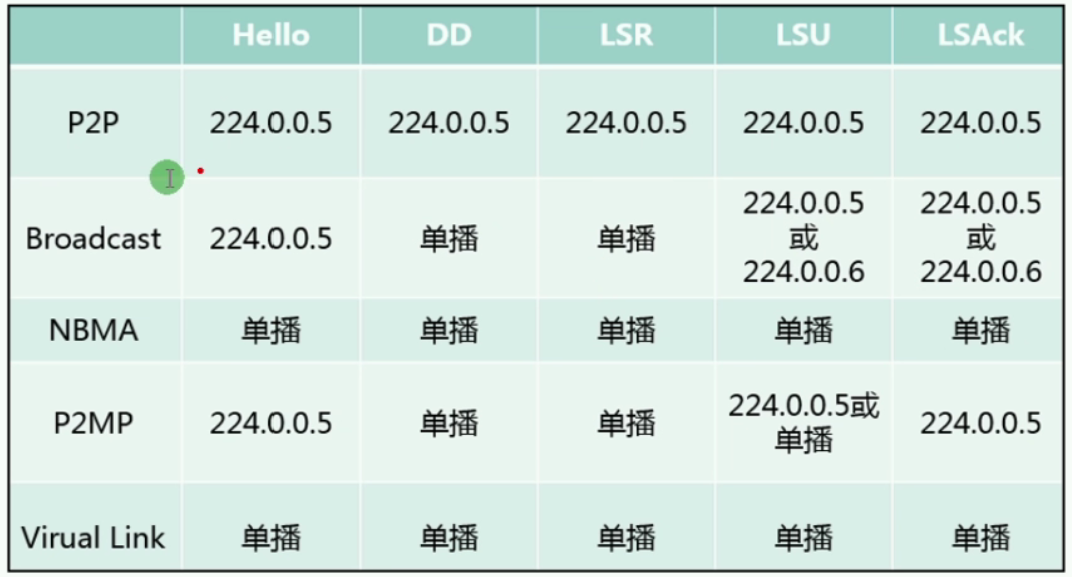 Hello DD LSR LSU LSAck
P2P 224.0.0.5 224.0.0.5 224.0.0.5 224.0.0.5 224.0.0.5
Broadcast 224.0.0.5 单播 单播 224.0.0.5 或 224.0.0.6 224.0.0.5 或 224.0.0.6
NBMA 单播 单播 单播 单播 单播
P2MP 224.0.0.5 单播 单播 224.0.0.5或 单播 224.0.0.5
Virual Link 单播 单播 单播 单播 单播